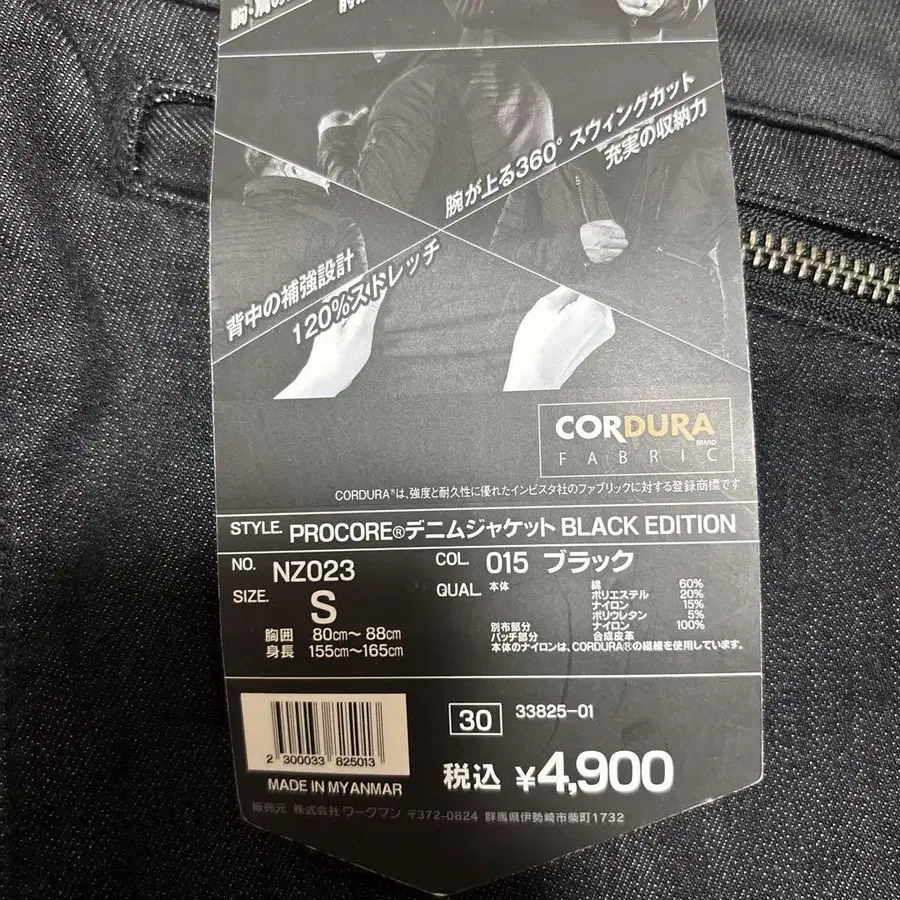 胸・肩の
腕が上る360° スウィングカット
充実の収納力
背中の補強設計
120%ストレッチ
CORDURA
BRAND
FABRIC
CORDURA®は、強度と耐久性に優れたインビスタ社のファブリックに対する登録商標です
STYLE. PROCORE®デニムジャケット BLACK EDITION
NO. NZ023
COL. 015 ブラック
SIZE. S
胸囲 80cm〜88cm
身長 155cm〜165cm
QUAL. 本体 綿 60%
ポリエステル 20%
ナイロン 15%
ポリウレタン 5%
別布部分 ナイロン 100%
パッチ部分 合成皮革
本体のナイロンは、CORDURA®の繊維を使用しています。
30 33825-01
2 300033 825013
税込 ¥4,900
MADE IN MYANMAR
販売元 株式会社 ワークマン 〒372-0824 群馬県伊勢崎市柴町1732